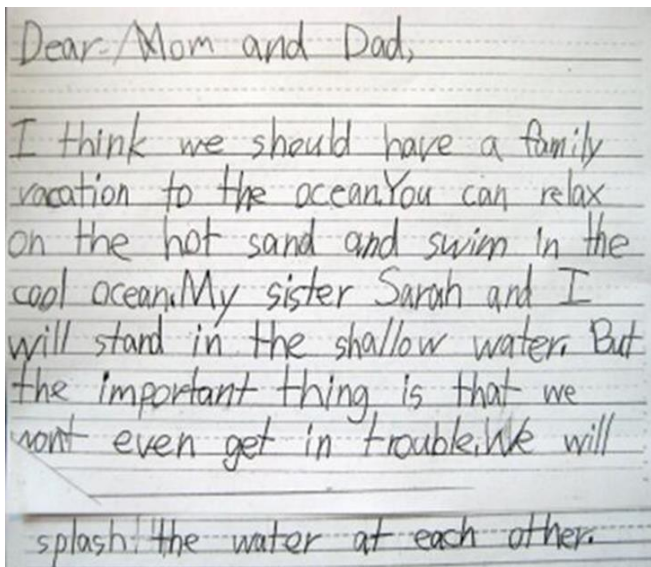 Dear Mom and Dad,
I think we should have a family
vacation to the ocean.You can relax
on the hot sand and swim in the
cool ocean.My sister Sarah and I
will stand in the shallow water. But
the important thing is that we
wont even get in trouble.We will
splash the water at each other.